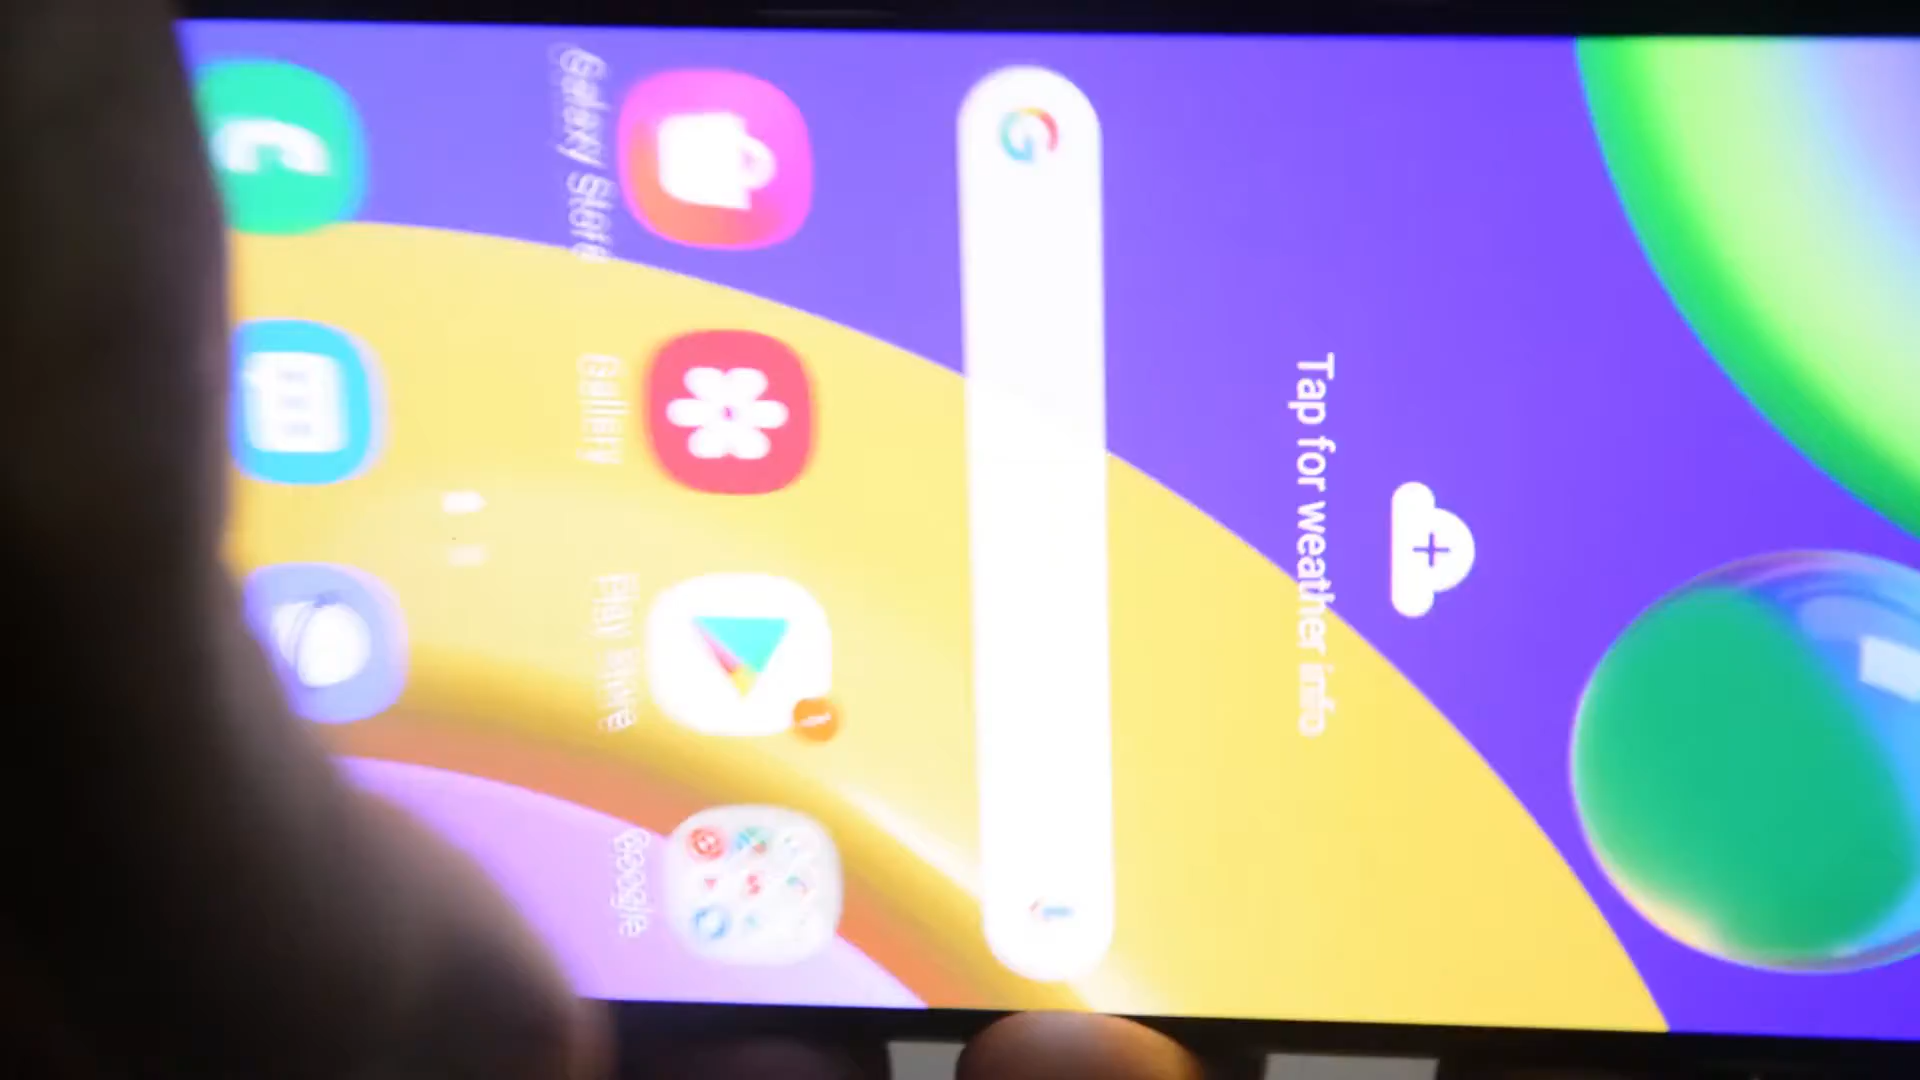 Tap for weather info
G
Galaxy Store
Gallery
Play Store
Google